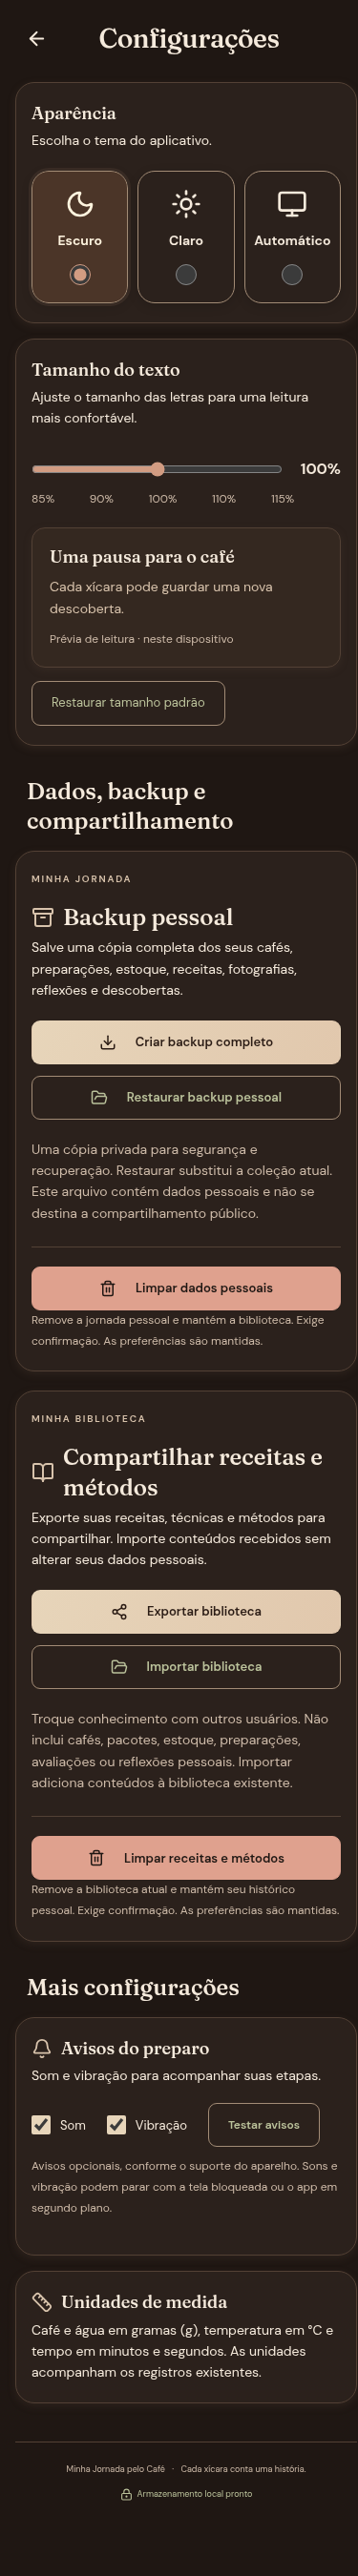 Configurações
Aparência
Escolha o tema do aplicativo.
Escuro Claro Automático
Tamanho do texto
Ajuste o tamanho das letras para uma leitura
mais confortável.
100%
85% 90% 100% 110% 115%
Uma pausa para o café
Cada xícara pode guardar uma nova
descoberta.
Prévia de leitura · neste dispositivo
Restaurar tamanho padrão
Dados, backup e
compartilhamento
MINHA JORNADA
Backup pessoal
Salve uma cópia completa dos seus cafés,
preparações, estoque, receitas, fotografias,
reflexões e descobertas.
Criar backup completo
Restaurar backup pessoal
Uma cópia privada para segurança e
recuperação. Restaurar substitui a coleção atual.
Este arquivo contém dados pessoais e não se
destina a compartilhamento público.
Limpar dados pessoais
Remove a jornada pessoal e mantém a biblioteca. Exige
confirmação. As preferências são mantidas.
MINHA BIBLIOTECA
Compartilhar receitas e
métodos
Exporte suas receitas, técnicas e métodos para
compartilhar. Importe conteúdos recebidos sem
alterar seus dados pessoais.
Exportar biblioteca
Importar biblioteca
Troque conhecimento com outros usuários. Não
inclui cafés, pacotes, estoque, preparações,
avaliações ou reflexões pessoais. Importar
adiciona conteúdos à biblioteca existente.
Limpar receitas e métodos
Remove a biblioteca atual e mantém seu histórico
pessoal. Exige confirmação. As preferências são mantidas.
Mais configurações
Avisos do preparo
Som e vibração para acompanhar suas etapas.
Som Vibração Testar avisos
Avisos opcionais, conforme o suporte do aparelho. Sons e
vibração podem parar com a tela bloqueada ou o app em
segundo plano.
Unidades de medida
Café e água em gramas (g), temperatura em °C e
tempo em minutos e segundos. As unidades
acompanham os registros existentes.
Minha Jornada pelo Café · Cada xícara conta uma história.
Armazenamento local pronto